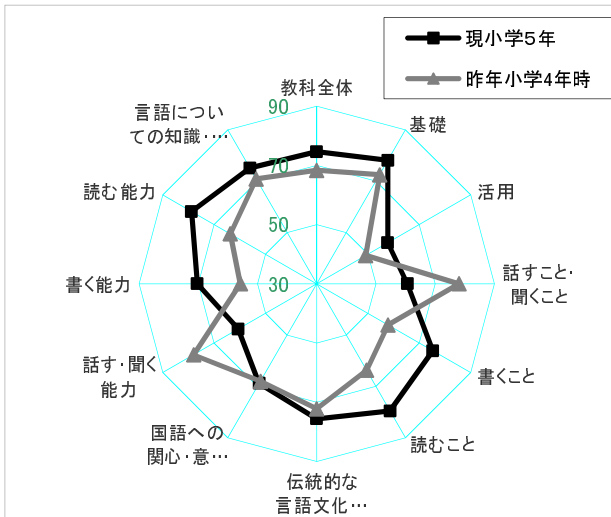 現小学5年
昨年小学4年時
教科全体
基礎
活用
話すこと・
聞くこと
書くこと
読むこと
伝統的な
言語文化…
国語への
関心・意…
話す・聞く
能力
書く能力
読む能力
言語につい
ての知識・…
90
70
50
30